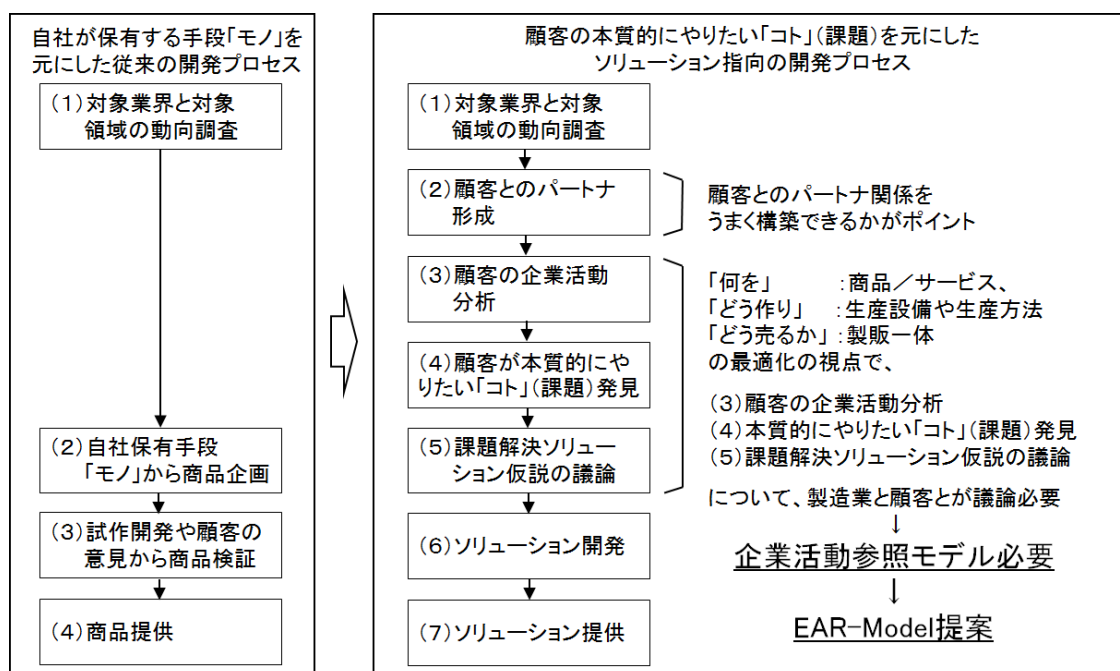 自社が保有する手段「モノ」を
元にした従来の開発プロセス
(1)対象業界と対象
領域の動向調査
(2)自社保有手段
「モノ」から商品企画
(3)試作開発や顧客の
意見から商品検証
(4)商品提供
顧客の本質的にやりたい「コト」(課題)を元にした
ソリューション指向の開発プロセス
(1)対象業界と対象
領域の動向調査
(2)顧客とのパートナ
形成
(3)顧客の企業活動
分析
(4)顧客が本質的にや
りたい「コト」(課題)発見
(5)課題解決ソリュー
ション仮説の議論
(6)ソリューション開発
(7)ソリューション提供
顧客とのパートナ関係を
うまく構築できるかがポイント
「何を」 :商品/サービス、
「どう作り」 :生産設備や生産方法
「どう売るか」:製販一体
の最適化の視点で、
(3)顧客の企業活動分析
(4)本質的にやりたい「コト」(課題)発見
(5)課題解決ソリューション仮説の議論
について、製造業と顧客とが議論必要
↓
企業活動参照モデル必要
↓
EAR-Model提案